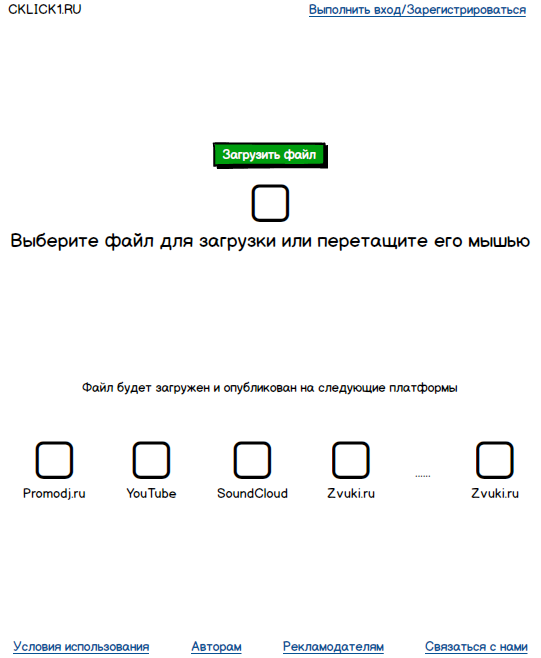 CKLICK1.RU
Выполнить вход/Зарегистрироваться
Загрузить файл
Выберите файл для загрузки или перетащите его мышью
Файл будет загружен и опубликован на следующие платформы
Promodj.ru YouTube SoundCloud Zvuki.ru ...... Zvuki.ru
Условия использования Авторам Рекламодателям Связаться с нами